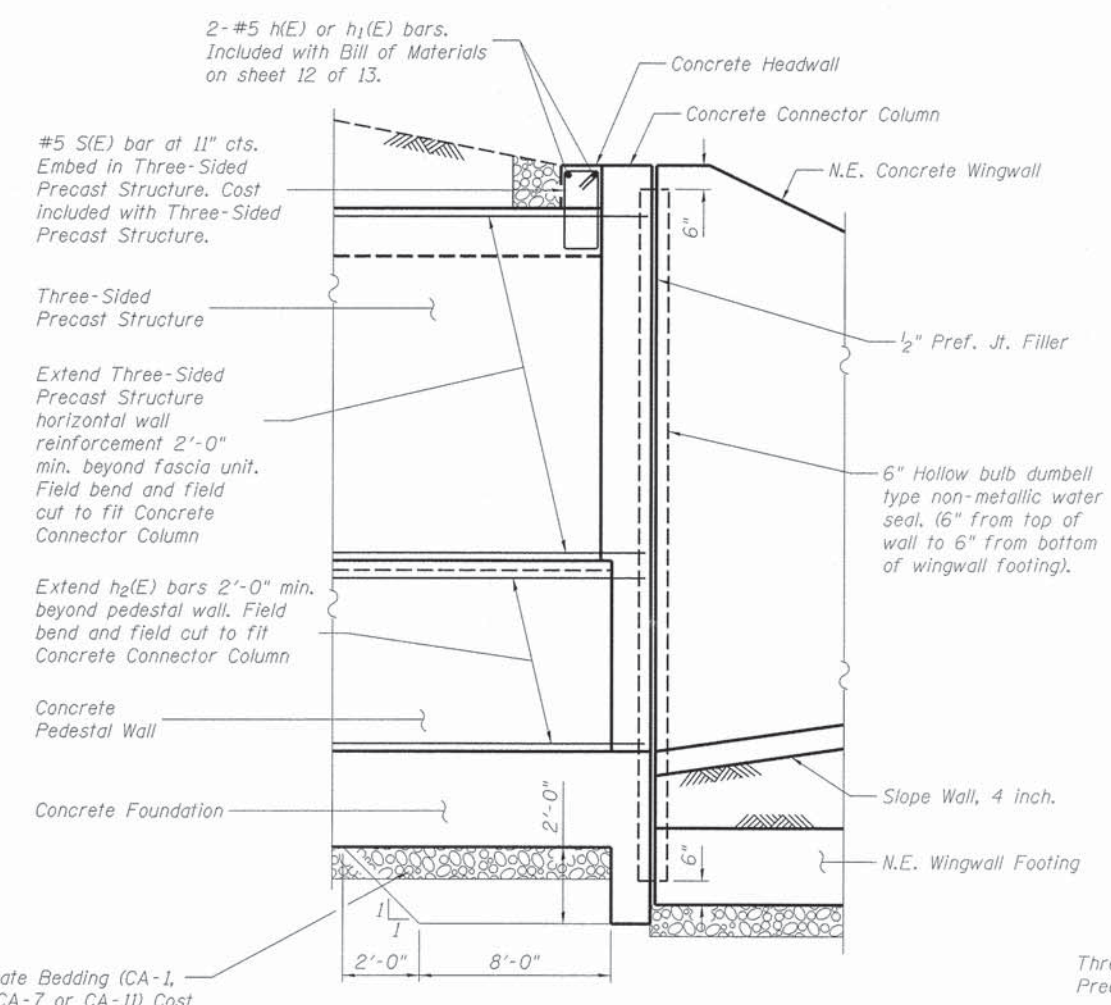 2-#5 h(E) or h1(E) bars.
Included with Bill of Materials
on sheet 12 of 13.
Concrete Headwall
Concrete Connector Column
#5 S(E) bar at 11" cts.
Embed in Three-Sided
Precast Structure. Cost
included with Three-Sided
Precast Structure.
N.E. Concrete Wingwall
6"
Three-Sided
Precast Structure
1/2" Pref. Jt. Filler
Extend Three-Sided
Precast Structure
horizontal wall
reinforcement 2'-0"
min. beyond fascia unit.
Field bend and field
cut to fit Concrete
Connector Column
6" Hollow bulb dumbell
type non-metallic water
seal. (6" from top of
wall to 6" from bottom
of wingwall footing).
Extend h2(E) bars 2'-0" min.
beyond pedestal wall. Field
bend and field cut to fit
Concrete Connector Column
Concrete
Pedestal Wall
Slope Wall, 4 inch.
Concrete Foundation
2'-0"
N.E. Wingwall Footing
6"
1
1
2'-0"
8'-0"
ate Bedding (CA-1,
CA-7 or CA-11) Cost
Thre
Prec